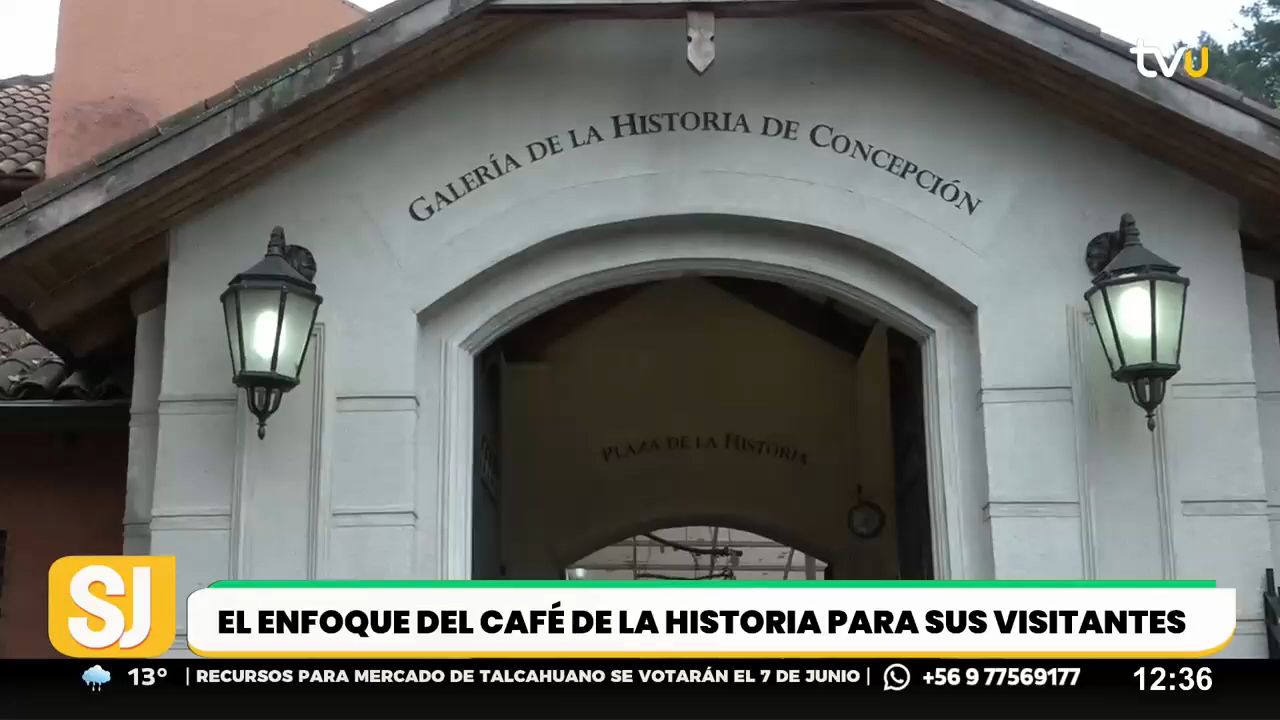 tvu
GALERÍA DE LA HISTORIA DE CONCEPCIÓN
PLAZA DE LA HISTORIA
SJ
EL ENFOQUE DEL CAFÉ DE LA HISTORIA PARA SUS VISITANTES
13° | RECURSOS PARA MERCADO DE TALCAHUANO SE VOTARÁN EL 7 DE JUNIO | +56 9 77569177 12:36